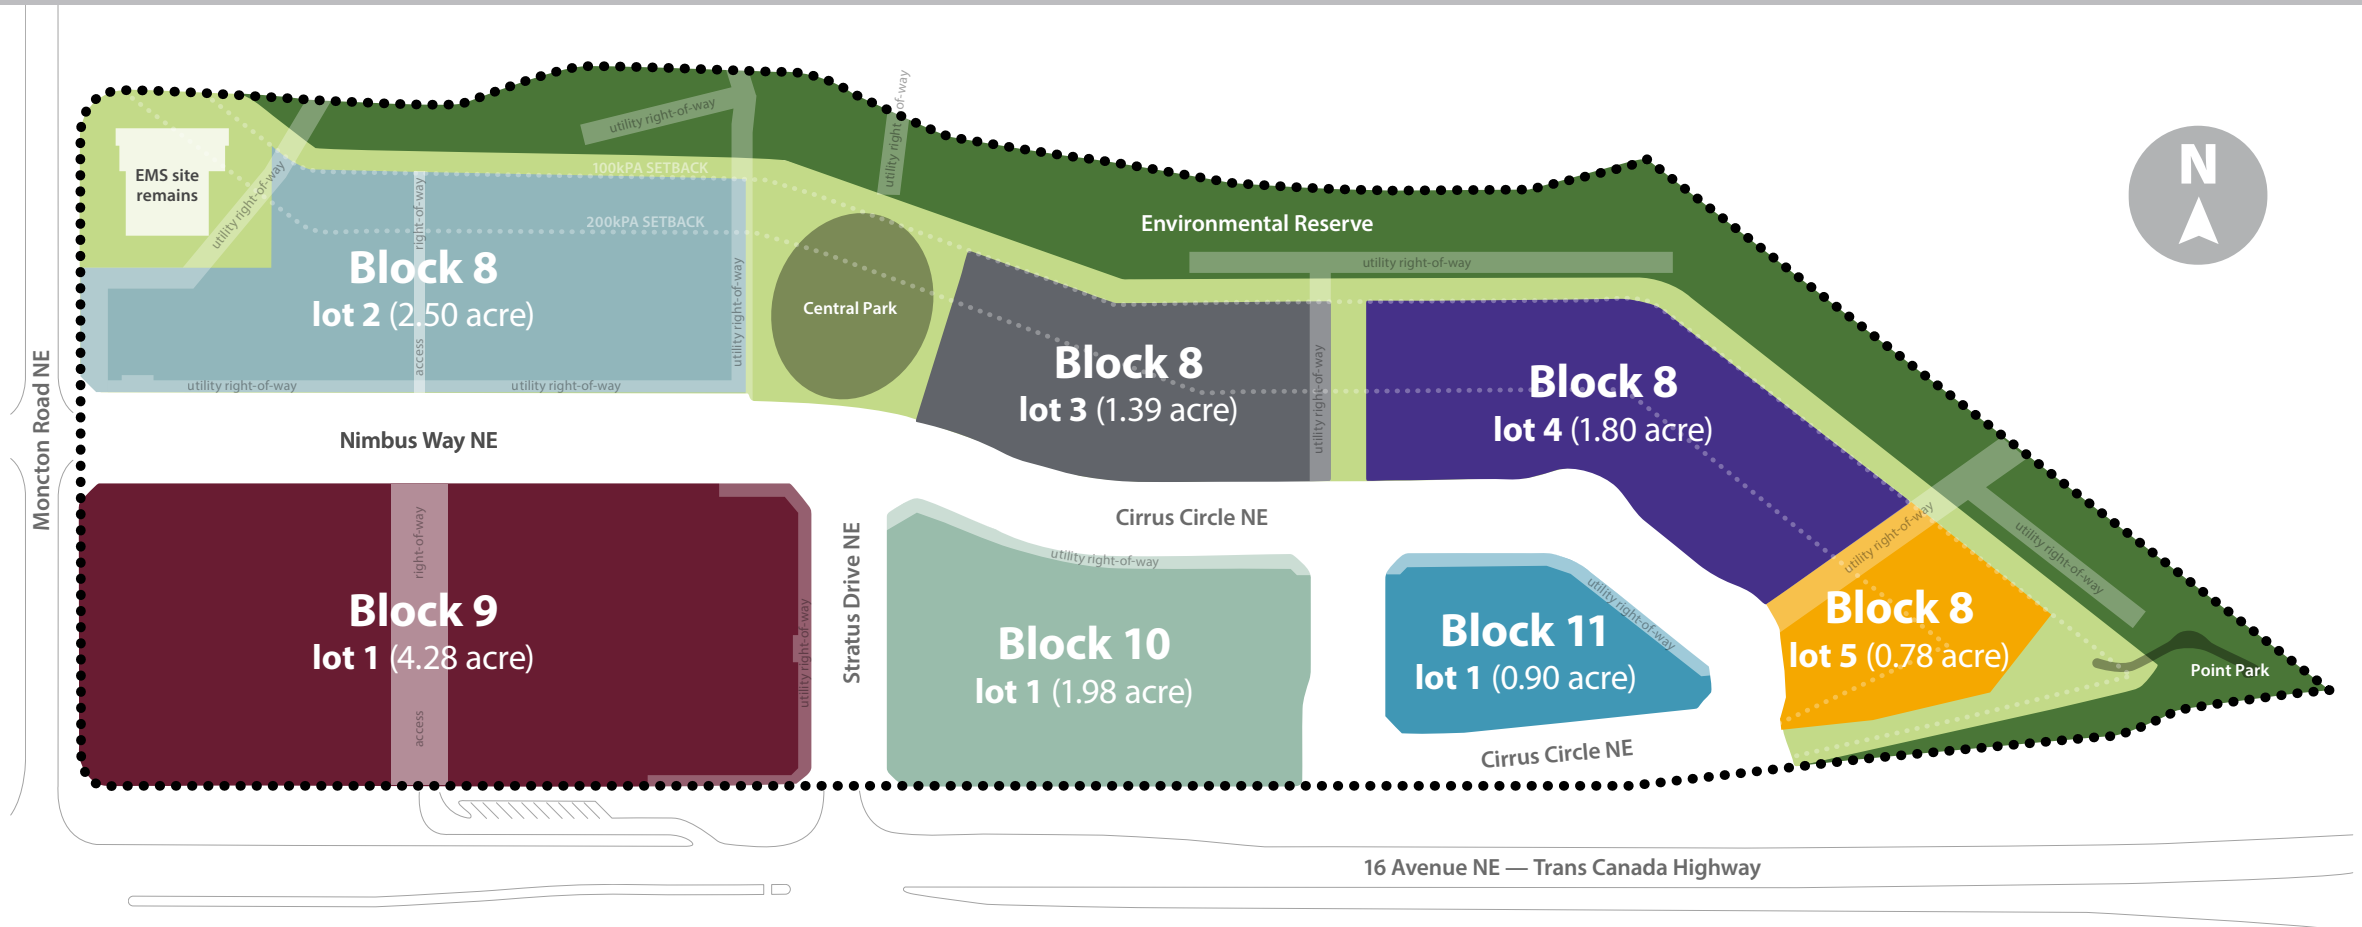 N
utility right-of-way
utility right-of-way
100kPA SETBACK
EMS site
remains
utility right-of-way
right-of-way
200kPA SETBACK
Environmental Reserve
utility right-of-way
Block 8
lot 2 (2.50 acre)
access
utility right-of-way
utility right-of-way
utility right-of-way
Central Park
Block 8
lot 3 (1.39 acre)
utility right-of-way
Block 8
lot 4 (1.80 acre)
Moncton Road NE
Nimbus Way NE
Cirrus Circle NE
utility right-of-way
utility right-of-way
right-of-way
Block 9
lot 1 (4.28 acre)
access
utility right-of-way
Stratus Drive NE
utility right-of-way
Block 10
lot 1 (1.98 acre)
utility right-of-way
Block 11
lot 1 (0.90 acre)
Block 8
lot 5 (0.78 acre)
Point Park
Cirrus Circle NE
16 Avenue NE — Trans Canada Highway